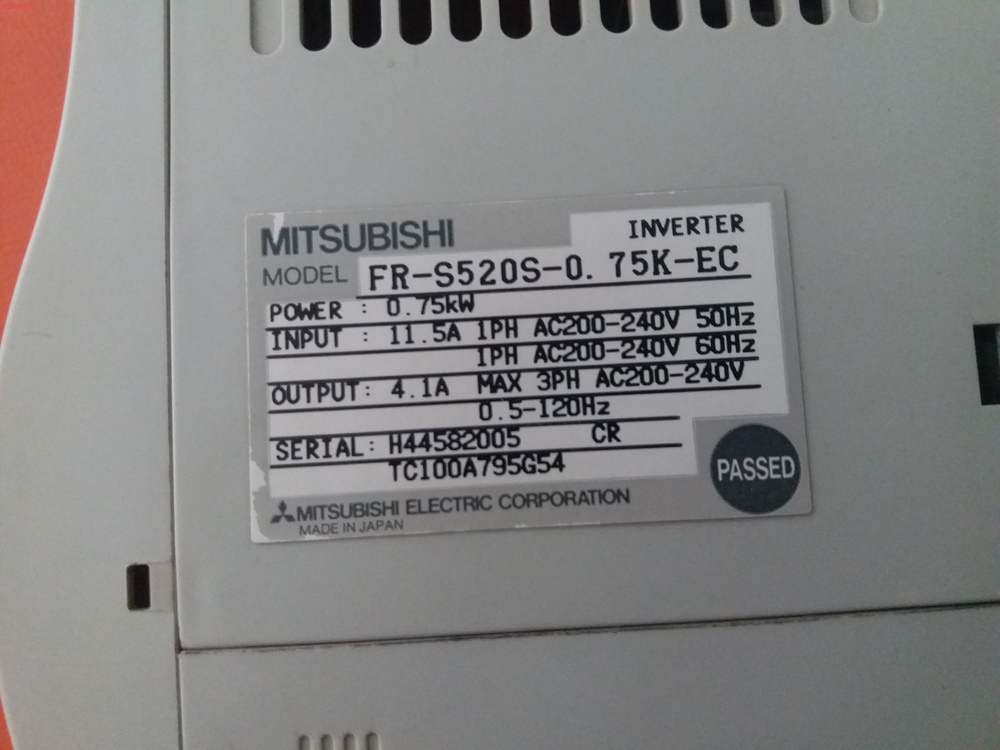 MITSUBISHI
INVERTER
MODEL FR-S520S-0.75K-EC
POWER : 0.75kW
INPUT : 11.5A 1PH AC200-240V 50Hz
1PH AC200-240V 60Hz
OUTPUT: 4.1A MAX 3PH AC200-240V
0.5-120Hz
SERIAL: H44582005 CR
TC100A795G54
PASSED
MITSUBISHI ELECTRIC CORPORATION
MADE IN JAPAN